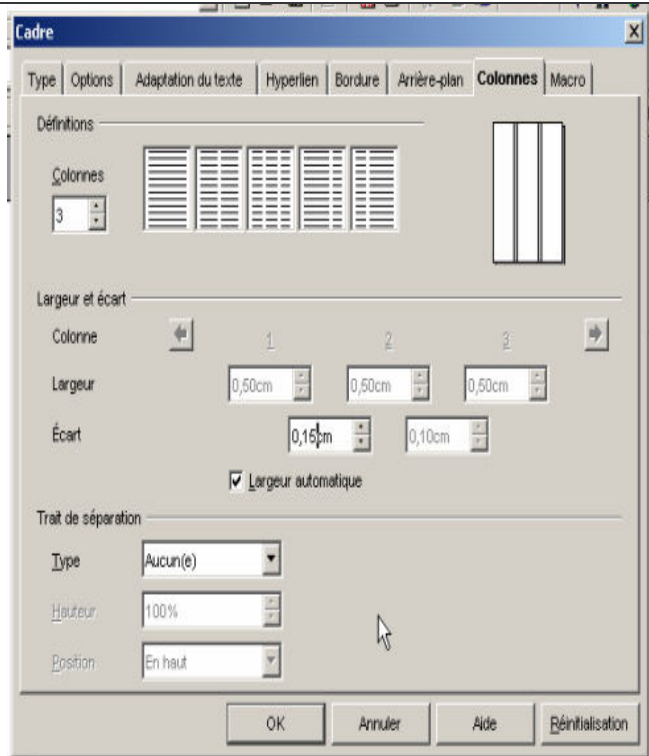 Cadre
Type Options Adaptation du texte Hyperlien Bordure Arrière-plan Colonnes Macro
Définitions
Colonnes
3
Largeur et écart
Colonne 1 2 3
Largeur 0,50cm 0,50cm 0,50cm
Écart 0,15cm 0,10cm
Largeur automatique
Trait de séparation
Type Aucun(e)
Hauteur 100%
Position En haut
OK Annuler Aide Réinitialisation